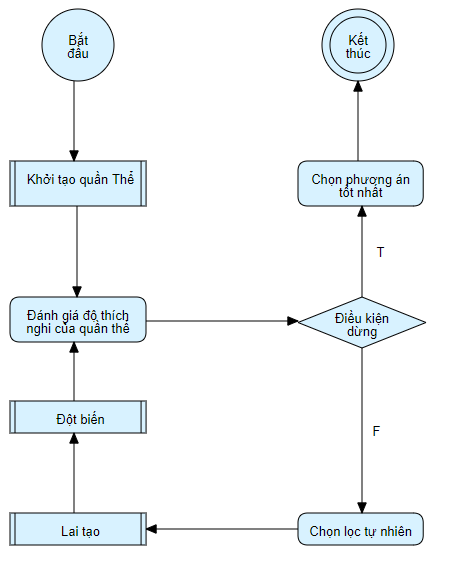 Bắt
đầu
Kết
thúc
Khởi tạo quần Thể
Chọn phương án
tốt nhất
T
Đánh giá độ thích
nghi của quần thể
Điều kiện
dừng
Đột biến
F
Lai tạo
Chọn lọc tự nhiên